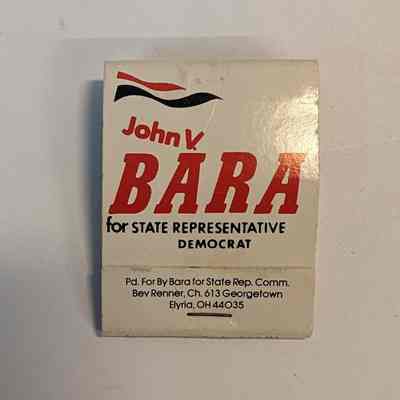 John V.
BARA
for STATE REPRESENTATIVE
DEMOCRAT
Pd. For By Bara for State Rep. Comm.
Bev Renner, Ch. 613 Georgetown
Elyria, OH 44035